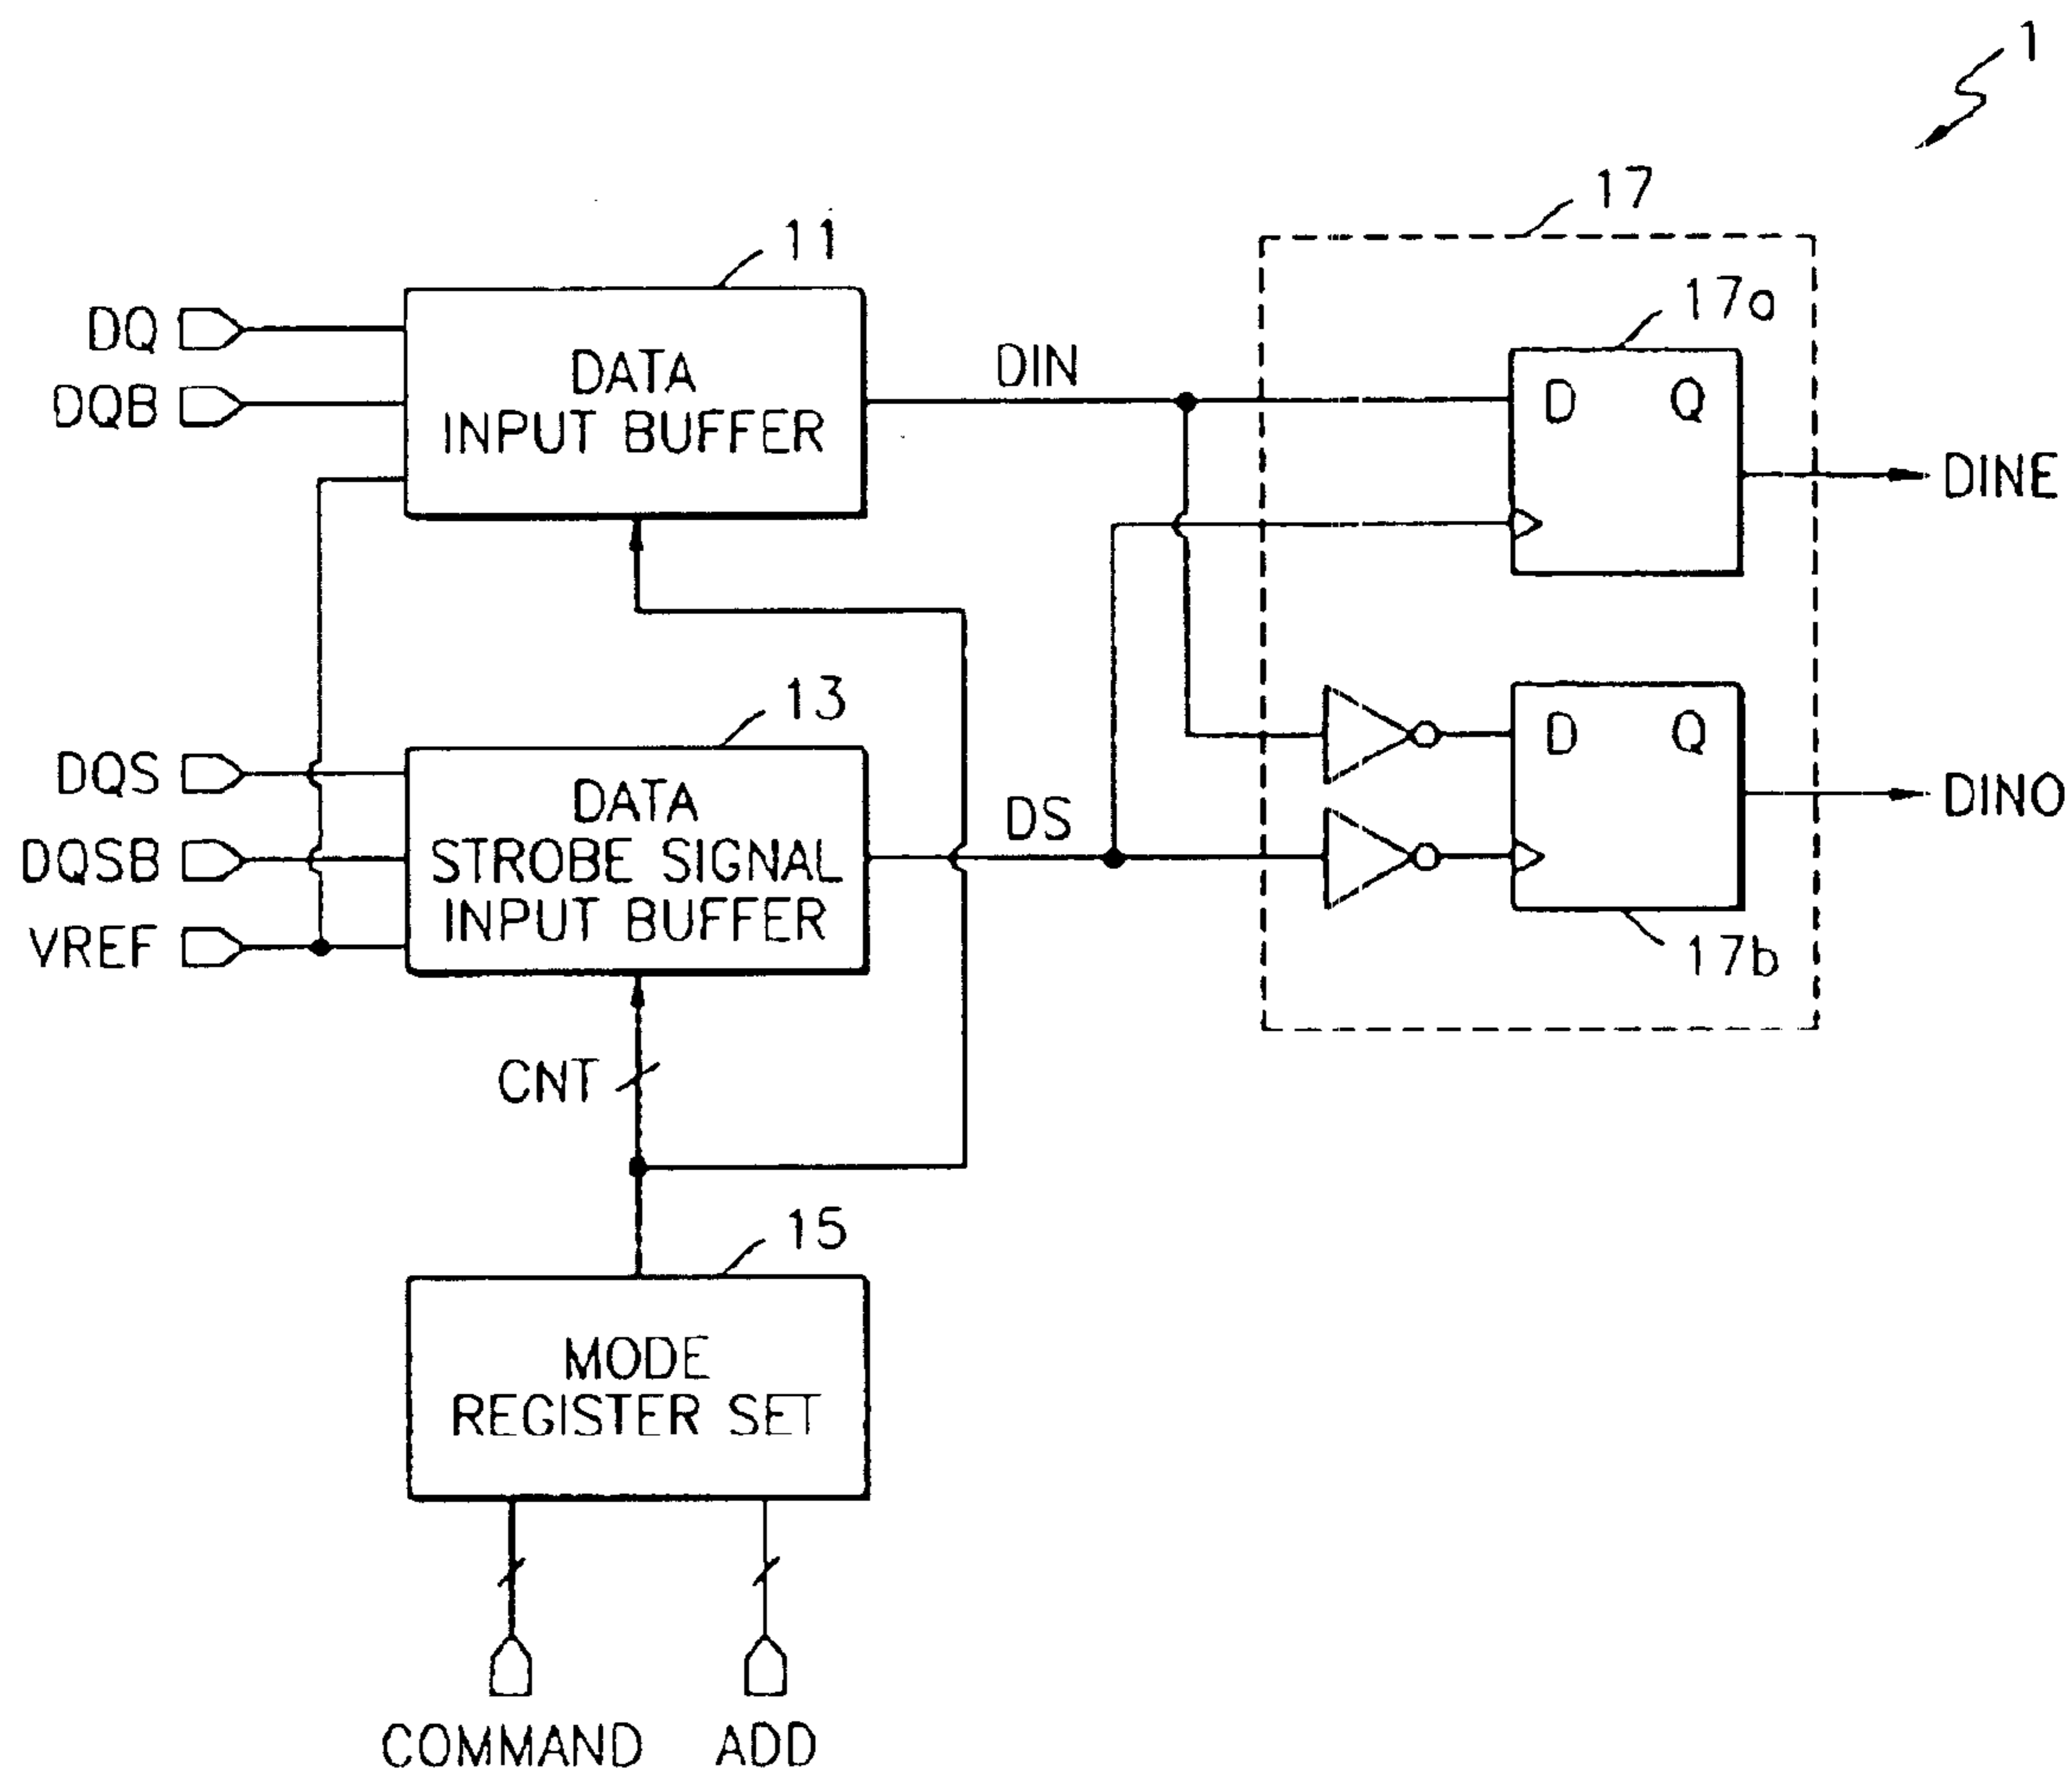 1
17
11
17a
DQ
DATA
INPUT BUFFER
DIN
D Q
DQB
DINE
13
DQS
DATA
STROBE SIGNAL
INPUT BUFFER
DS
D Q
DINO
DQSB
VREF
17b
CNT
15
MODE
REGISTER SET
COMMAND
ADD